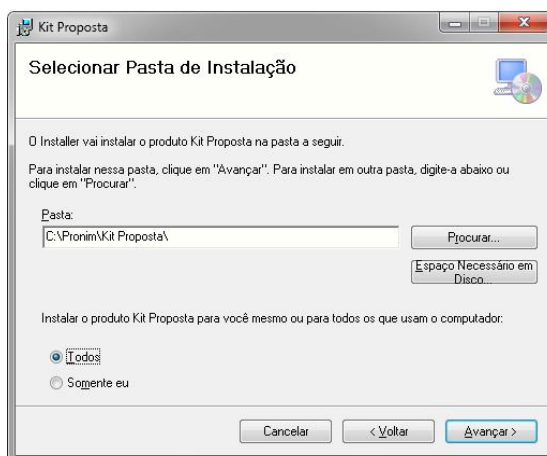 Kit Proposta
Selecionar Pasta de Instalação
O Installer vai instalar o produto Kit Proposta na pasta a seguir.
Para instalar nessa pasta, clique em "Avançar". Para instalar em outra pasta, digite-a abaixo ou
clique em "Procurar".
Pasta:
C:\Pronim\Kit Proposta\
Procurar...
Espaço Necessário em
Disco...
Instalar o produto Kit Proposta para você mesmo ou para todos os que usam o computador:
Todos
Somente eu
Cancelar
< Voltar
Avançar >